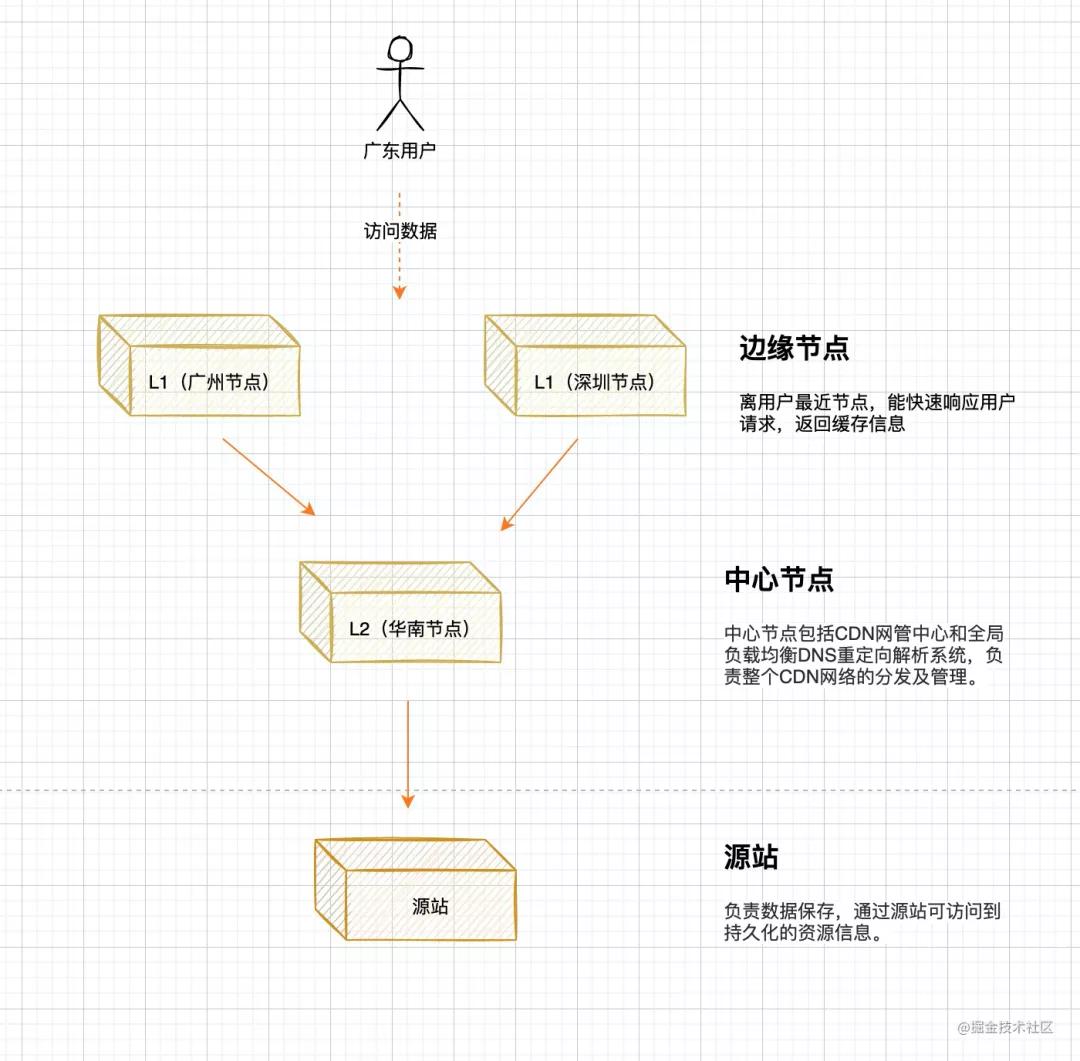 广东用户
访问数据
L1（广州节点）
L1（深圳节点）
边缘节点
离用户最近节点，能快速响应用户
请求，返回缓存信息
L2（华南节点）
中心节点
中心节点包括CDN网管中心和全局
负载均衡DNS重定向解析系统，负
责整个CDN网络的分发及管理。
源站
源站
负责数据保存，通过源站可访问到
持久化的资源信息。
@掘金技术社区